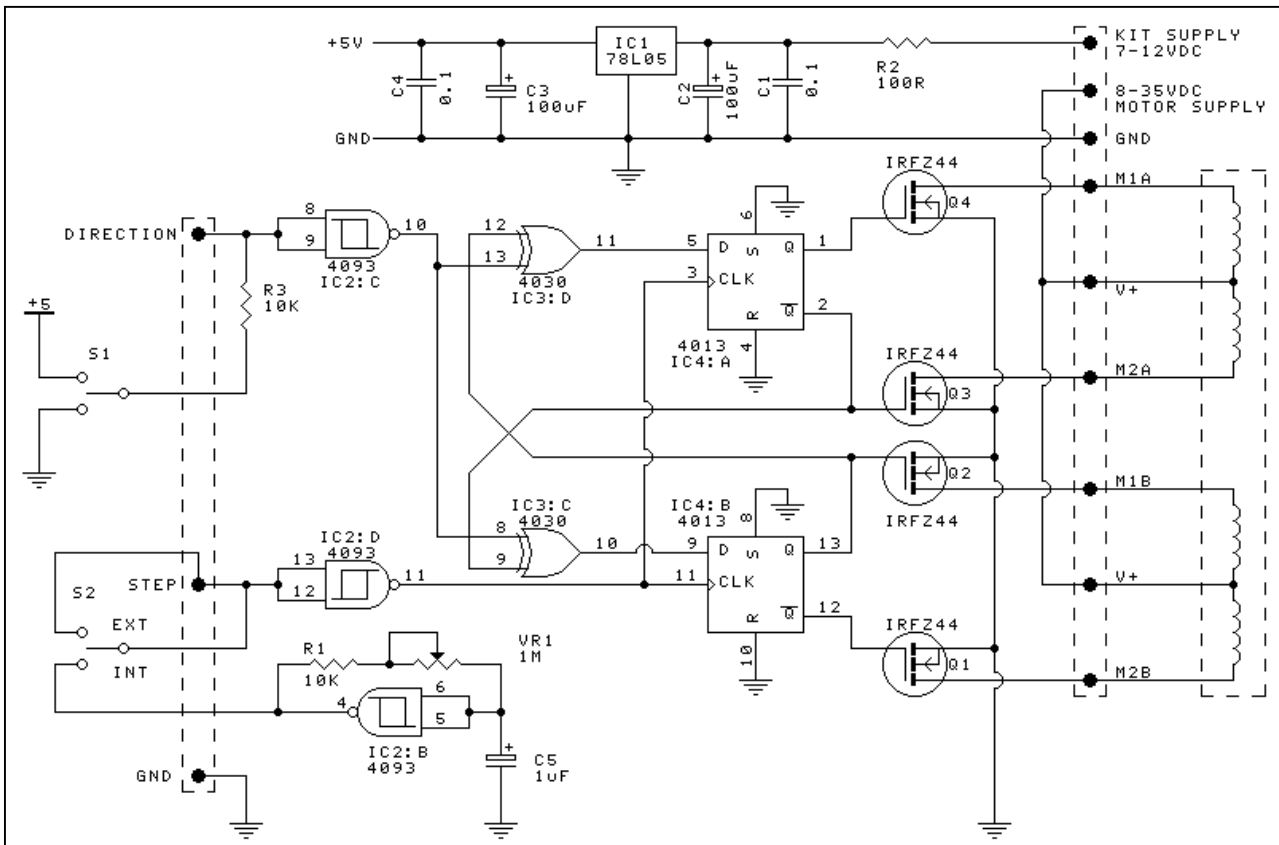 +5V
IC1
78L05
C4
0.1
C3
100uF
C2
100uF
C1
0.1
R2
100R
KIT SUPPLY
7-12VDC
8-35VDC
MOTOR SUPPLY
GND
GND
DIRECTION
8
9
10
4093
IC2:C
R3
10K
+5
S1
12
13
11
4030
IC3:D
6
5
D
S
Q
1
3
CLK
R
Q
2
4
4013
IC4:A
IRFZ44
Q4
M1A
V+
IRFZ44
Q3
M2A
Q2
IRFZ44
M1B
IC3:C
4030
8
9
10
IC4:B
4013
8
9
D
S
Q
13
11
CLK
R
Q
12
10
IC2:D
4093
13
12
11
STEP
S2
EXT
INT
V+
IRFZ44
Q1
M2B
R1
10K
VR1
1M
4
6
5
IC2:B
4093
C5
1uF
GND